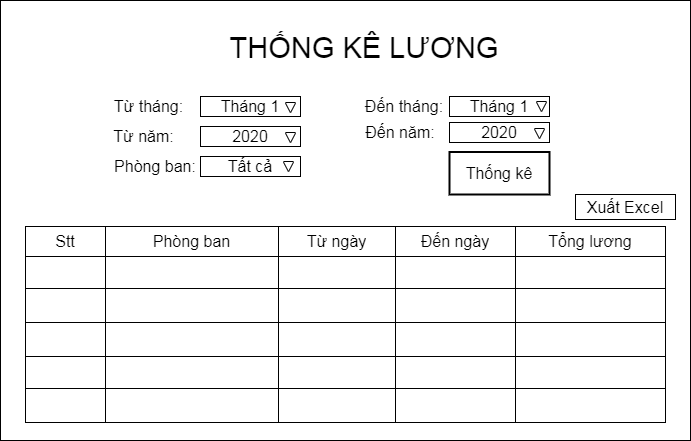 THỐNG KÊ LƯƠNG
Từ tháng: Tháng 1 Đến tháng: Tháng 1
Từ năm: 2020 Đến năm: 2020
Phòng ban: Tất cả Thống kê
Xuất Excel
Stt Phòng ban Từ ngày Đến ngày Tổng lương